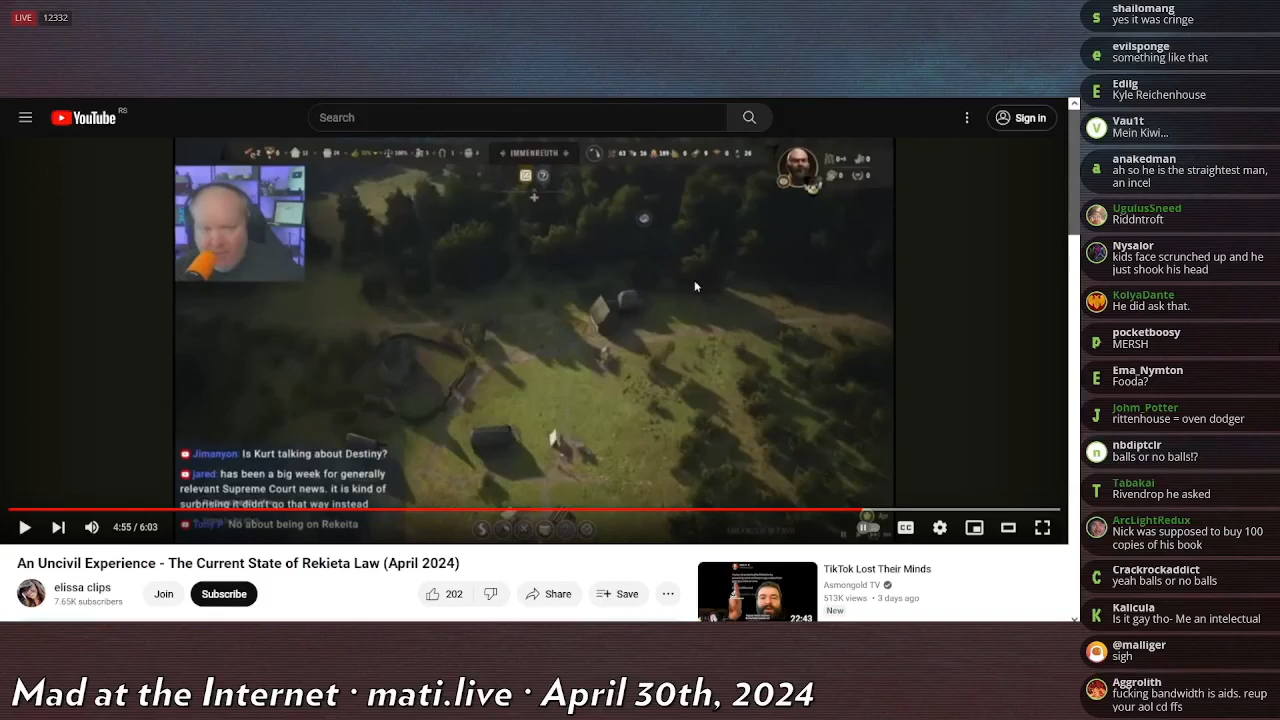 LIVE 12332
YouTube RS
Search
Sign in
IMMENREUTH
Jimanyon: Is Kurt talking about Destiny?
jared: has been a big week for generally
relevant Supreme Court news. it is kind of
surprising it didn't go that way instead
Tony P No about being on Rekeita
4:55 / 6:03
CC
An Uncivil Experience - The Current State of Rekieta Law (April 2024)
elissa clips
7.65K subscribers
Join
Subscribe
202
Share
Save
TikTok Lost Their Minds
Asmongold TV
513K views • 3 days ago
New
22:43
Mad at the Internet · mati.live · April 30th, 2024
shailomang
yes it was cringe
evilsponge
something like that
Edilg
Kyle Reichenhouse
Vau1t
Mein Kiwi...
anakedman
ah so he is the straightest man,
an incel
UgulusSneed
Riddntroft
Nysalor
kids face scrunched up and he
just shook his head
KolyaDante
He did ask that.
pocketboosy
MERSH
Ema_Nymton
Fooda?
Johm_Potter
rittenhouse = oven dodger
nbdiptclr
balls or no balls!?
Tabakai
Rivendrop he asked
ArcLightRedux
Nick was supposed to buy 100
copies of his book
Crackrockbandits
yeah balls or no balls
Kalicula
Is it gay tho- Me an intelectual
@malliger
sigh
Aggrolith
fucking bandwidth is aids. reup
your aol cd ffs